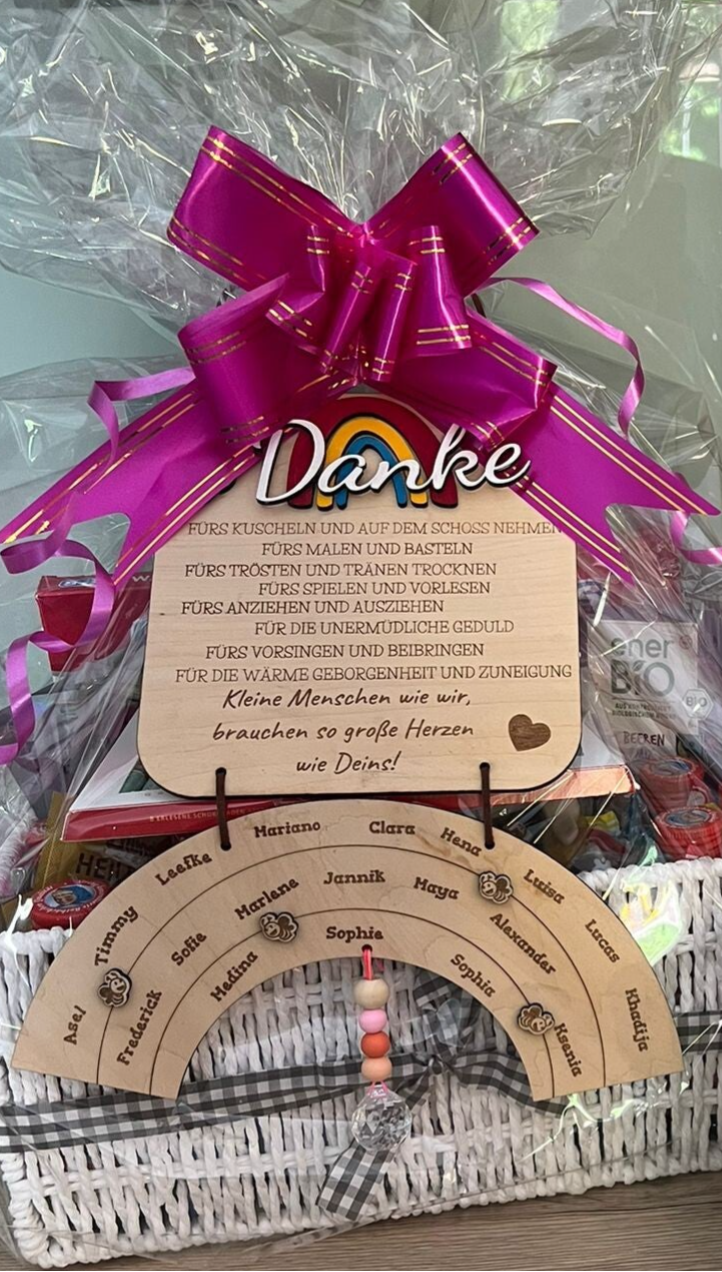 Danke
FÜRS KUSCHELN UND AUF DEM SCHOSS NEHMEN
FÜRS MALEN UND BASTELN
FÜRS TRÖSTEN UND TRÄNEN TROCKNEN
FÜRS SPIELEN UND VORLESEN
FÜRS ANZIEHEN UND AUSZIEHEN
FÜR DIE UNERMÜDLICHE GEDULD
FÜRS VORSINGEN UND BEIBRINGEN
FÜR DIE WÄRME GEBORGENHEIT UND ZUNEIGUNG
Kleine Menschen wie wir,
brauchen so große Herzen
wie Deins!
ener
BiO
BEEREN
Asel Timmy Leefke Mariano Clara Hena Luisa Lucas Khadija
Frederick Sofie Marlene Jannik Maya Alexander Ksenia
Medina Sophie Sophia